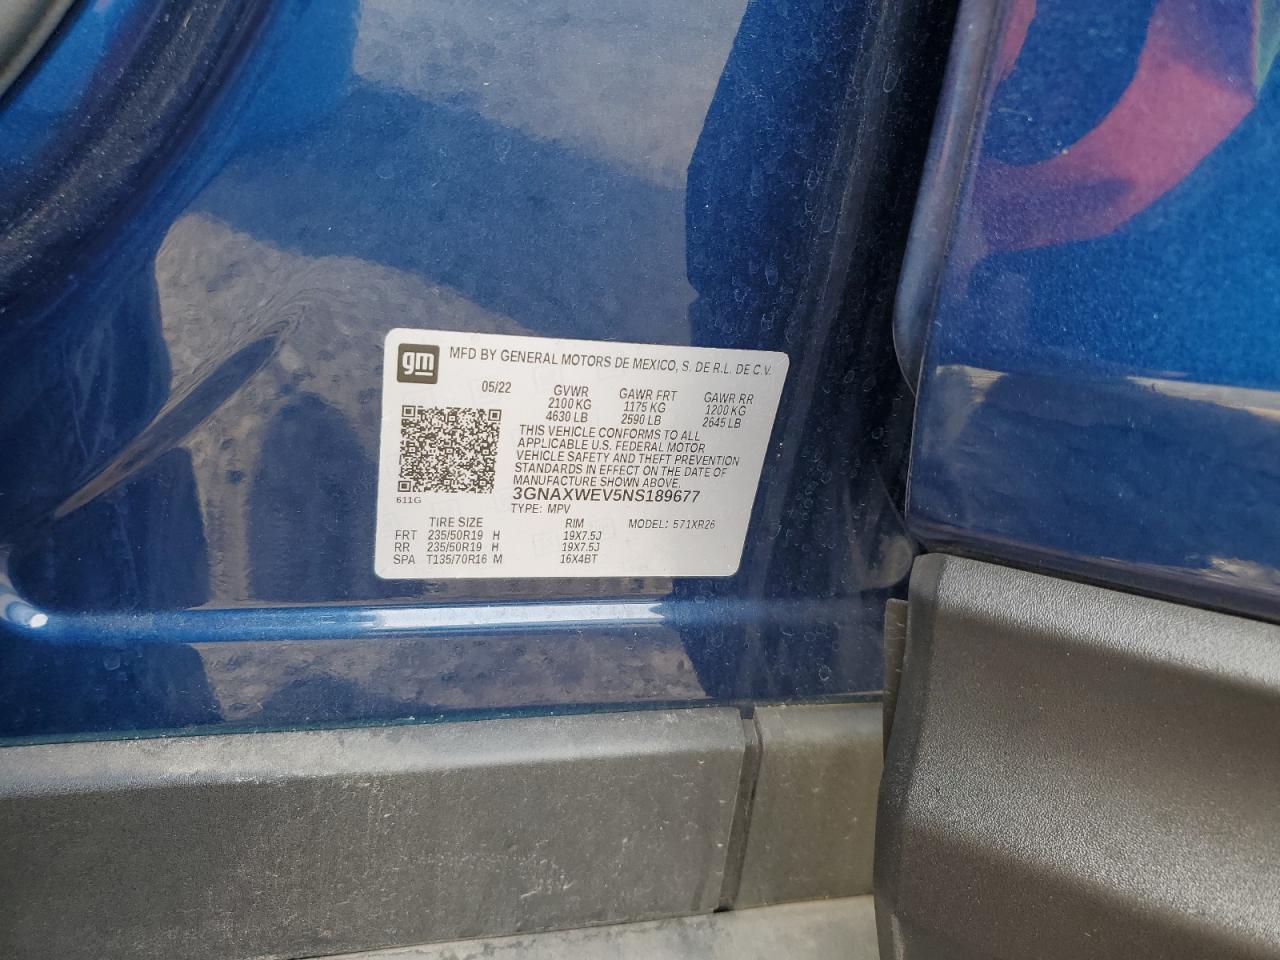 gm MFD BY GENERAL MOTORS DE MEXICO, S. DE R.L. DE C.V.
05/22 GVWR GAWR FRT GAWR RR
2100 KG 1175 KG 1200 KG
4630 LB 2590 LB 2645 LB
THIS VEHICLE CONFORMS TO ALL
APPLICABLE U.S. FEDERAL MOTOR
VEHICLE SAFETY AND THEFT PREVENTION
STANDARDS IN EFFECT ON THE DATE OF
MANUFACTURE SHOWN ABOVE.
611G 3GNAXWEV5NS189677
TYPE: MPV
TIRE SIZE RIM MODEL: 571XR26
FRT 235/50R19 H 19X7.5J
RR 235/50R19 H 19X7.5J
SPA T135/70R16 M 16X4BT